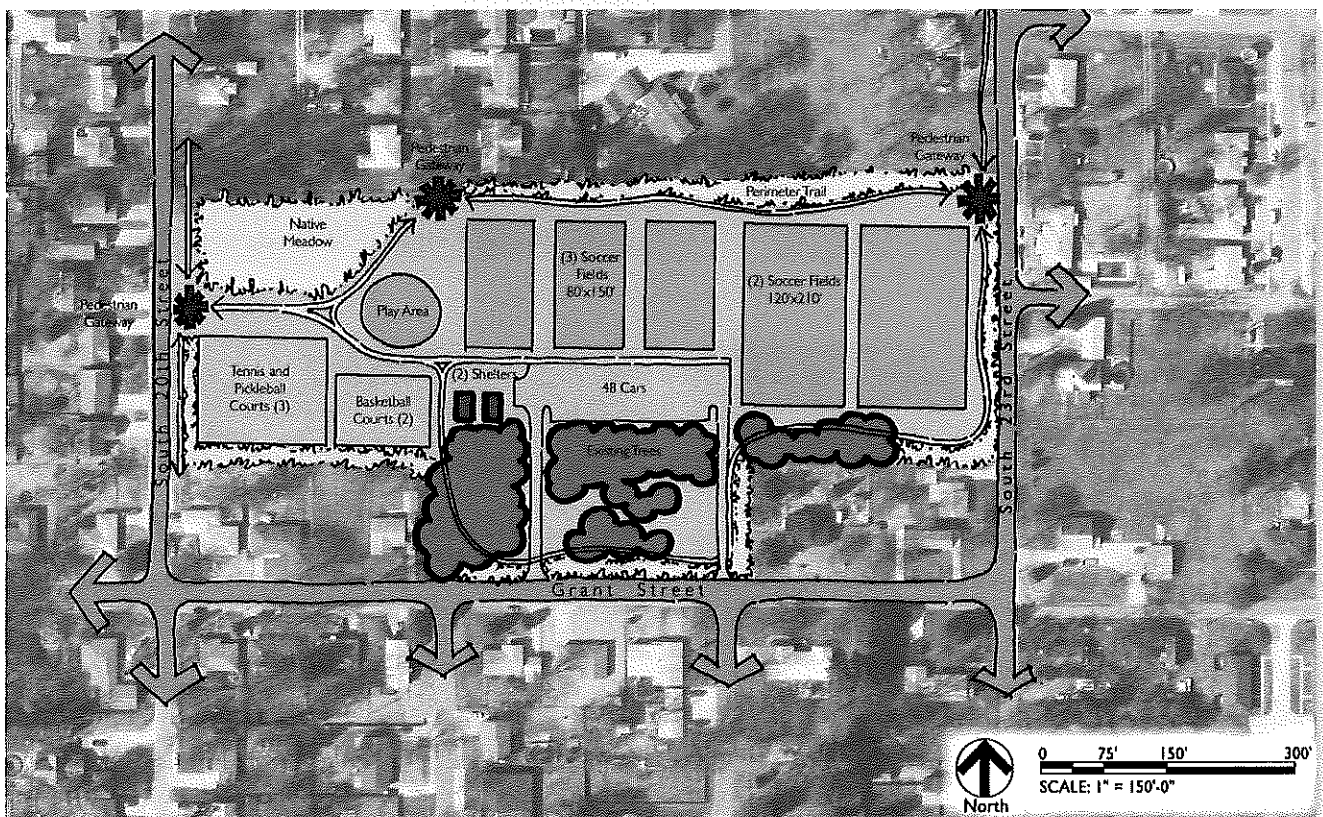 Pedestrian
Gateway
Pedestrian
Gateway
Perimeter Trail
Native
Meadow
(3) Soccer
Fields
80'x150'
(2) Soccer Fields
120'x210'
Pedestrian
Gateway
Play Area
South 20th Street
South 23rd Street
Tennis and
Pickleball
Courts (3)
Basketball
Courts (2)
(2) Shelters
48 Cars
Existing Trees
Grant Street
North
0 75' 150' 300'
SCALE: 1" = 150'-0"